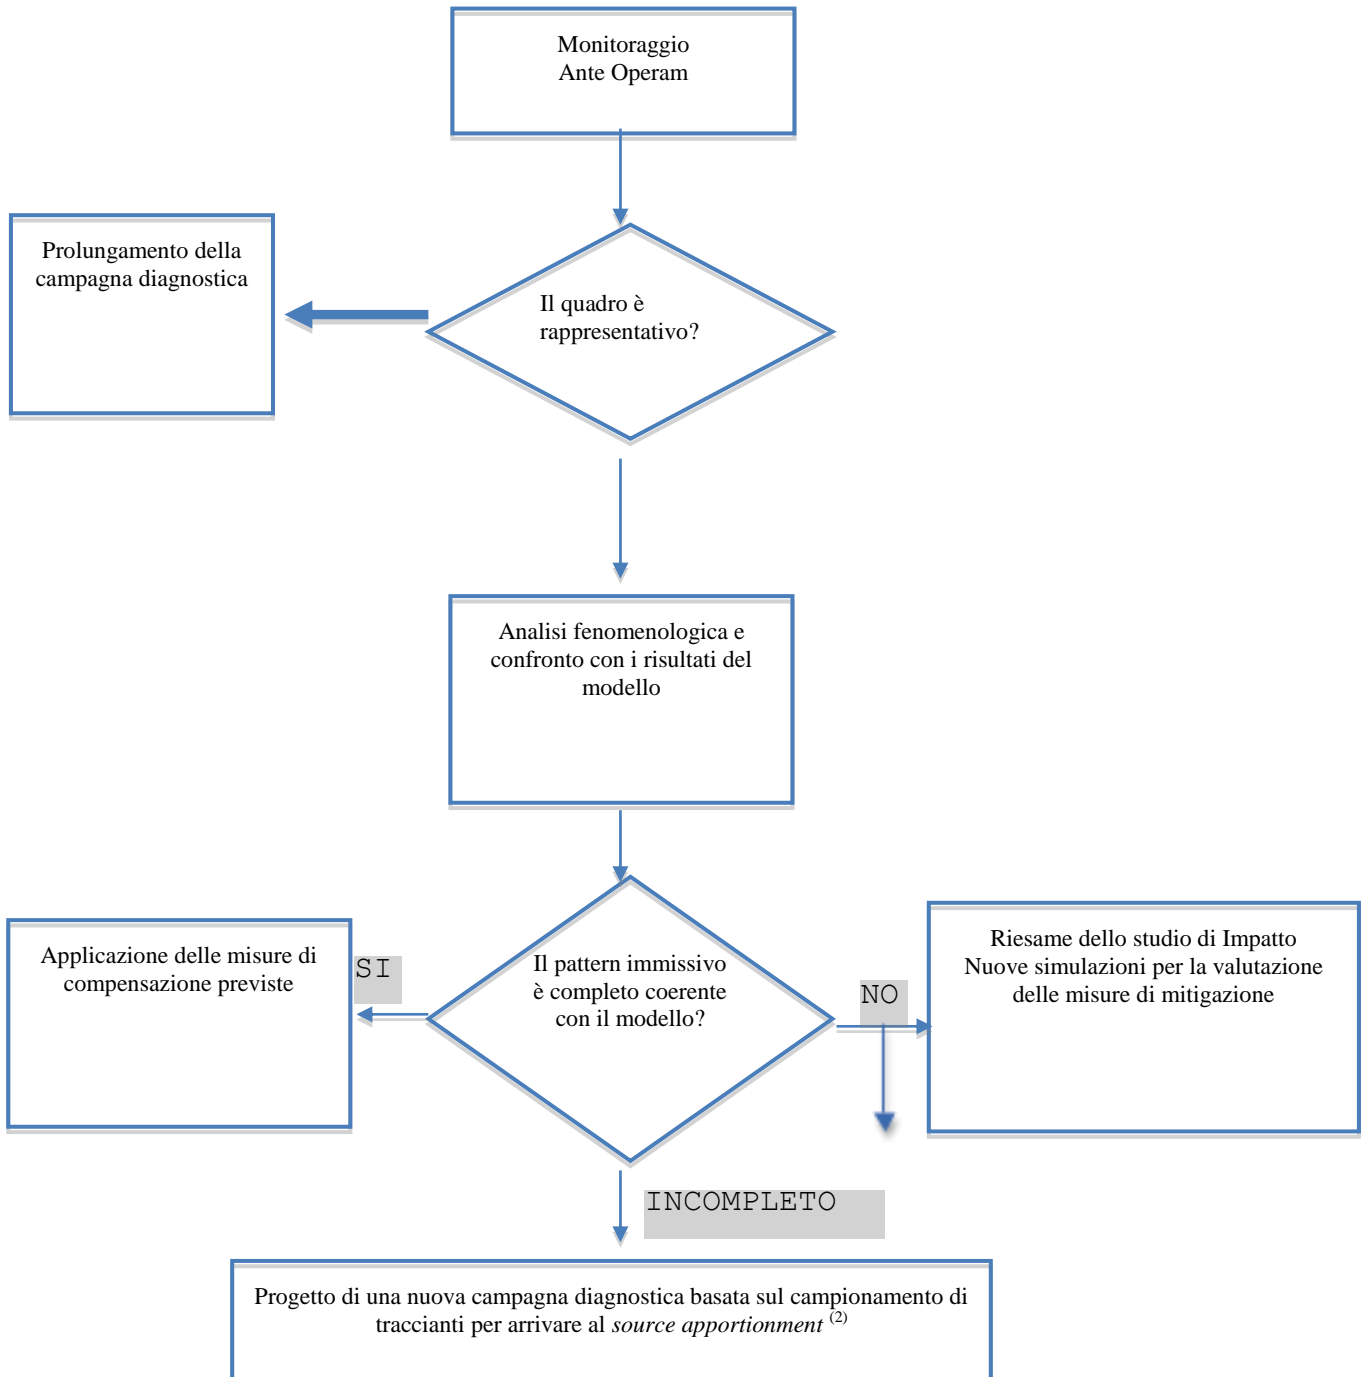 Monitoraggio
Ante Operam
Prolungamento della
campagna diagnostica
Il quadro è
rappresentativo?
Analisi fenomenologica e
confronto con i risultati del
modello
Applicazione delle misure di
compensazione previste
SI
Il pattern immissivo
è completo coerente
con il modello?
NO
Riesame dello studio di Impatto
Nuove simulazioni per la valutazione
delle misure di mitigazione
INCOMPLETO
Progetto di una nuova campagna diagnostica basata sul campionamento di
traccianti per arrivare al source apportionment (2)